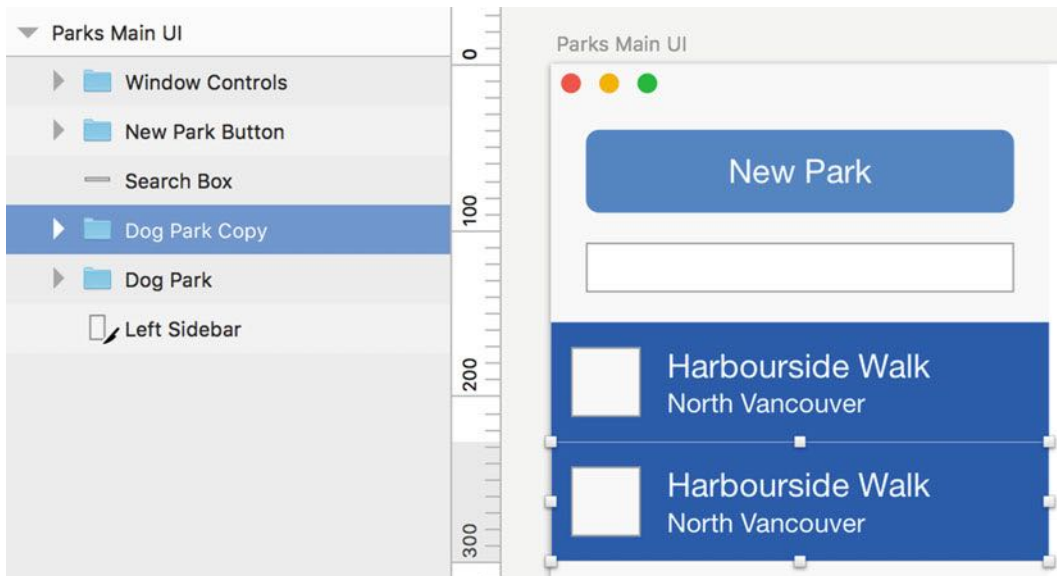 Parks Main UI
Window Controls
New Park Button
Search Box
Dog Park Copy
Dog Park
Left Sidebar
0
100
200
300
Parks Main UI
New Park
Harbourside Walk
North Vancouver
Harbourside Walk
North Vancouver